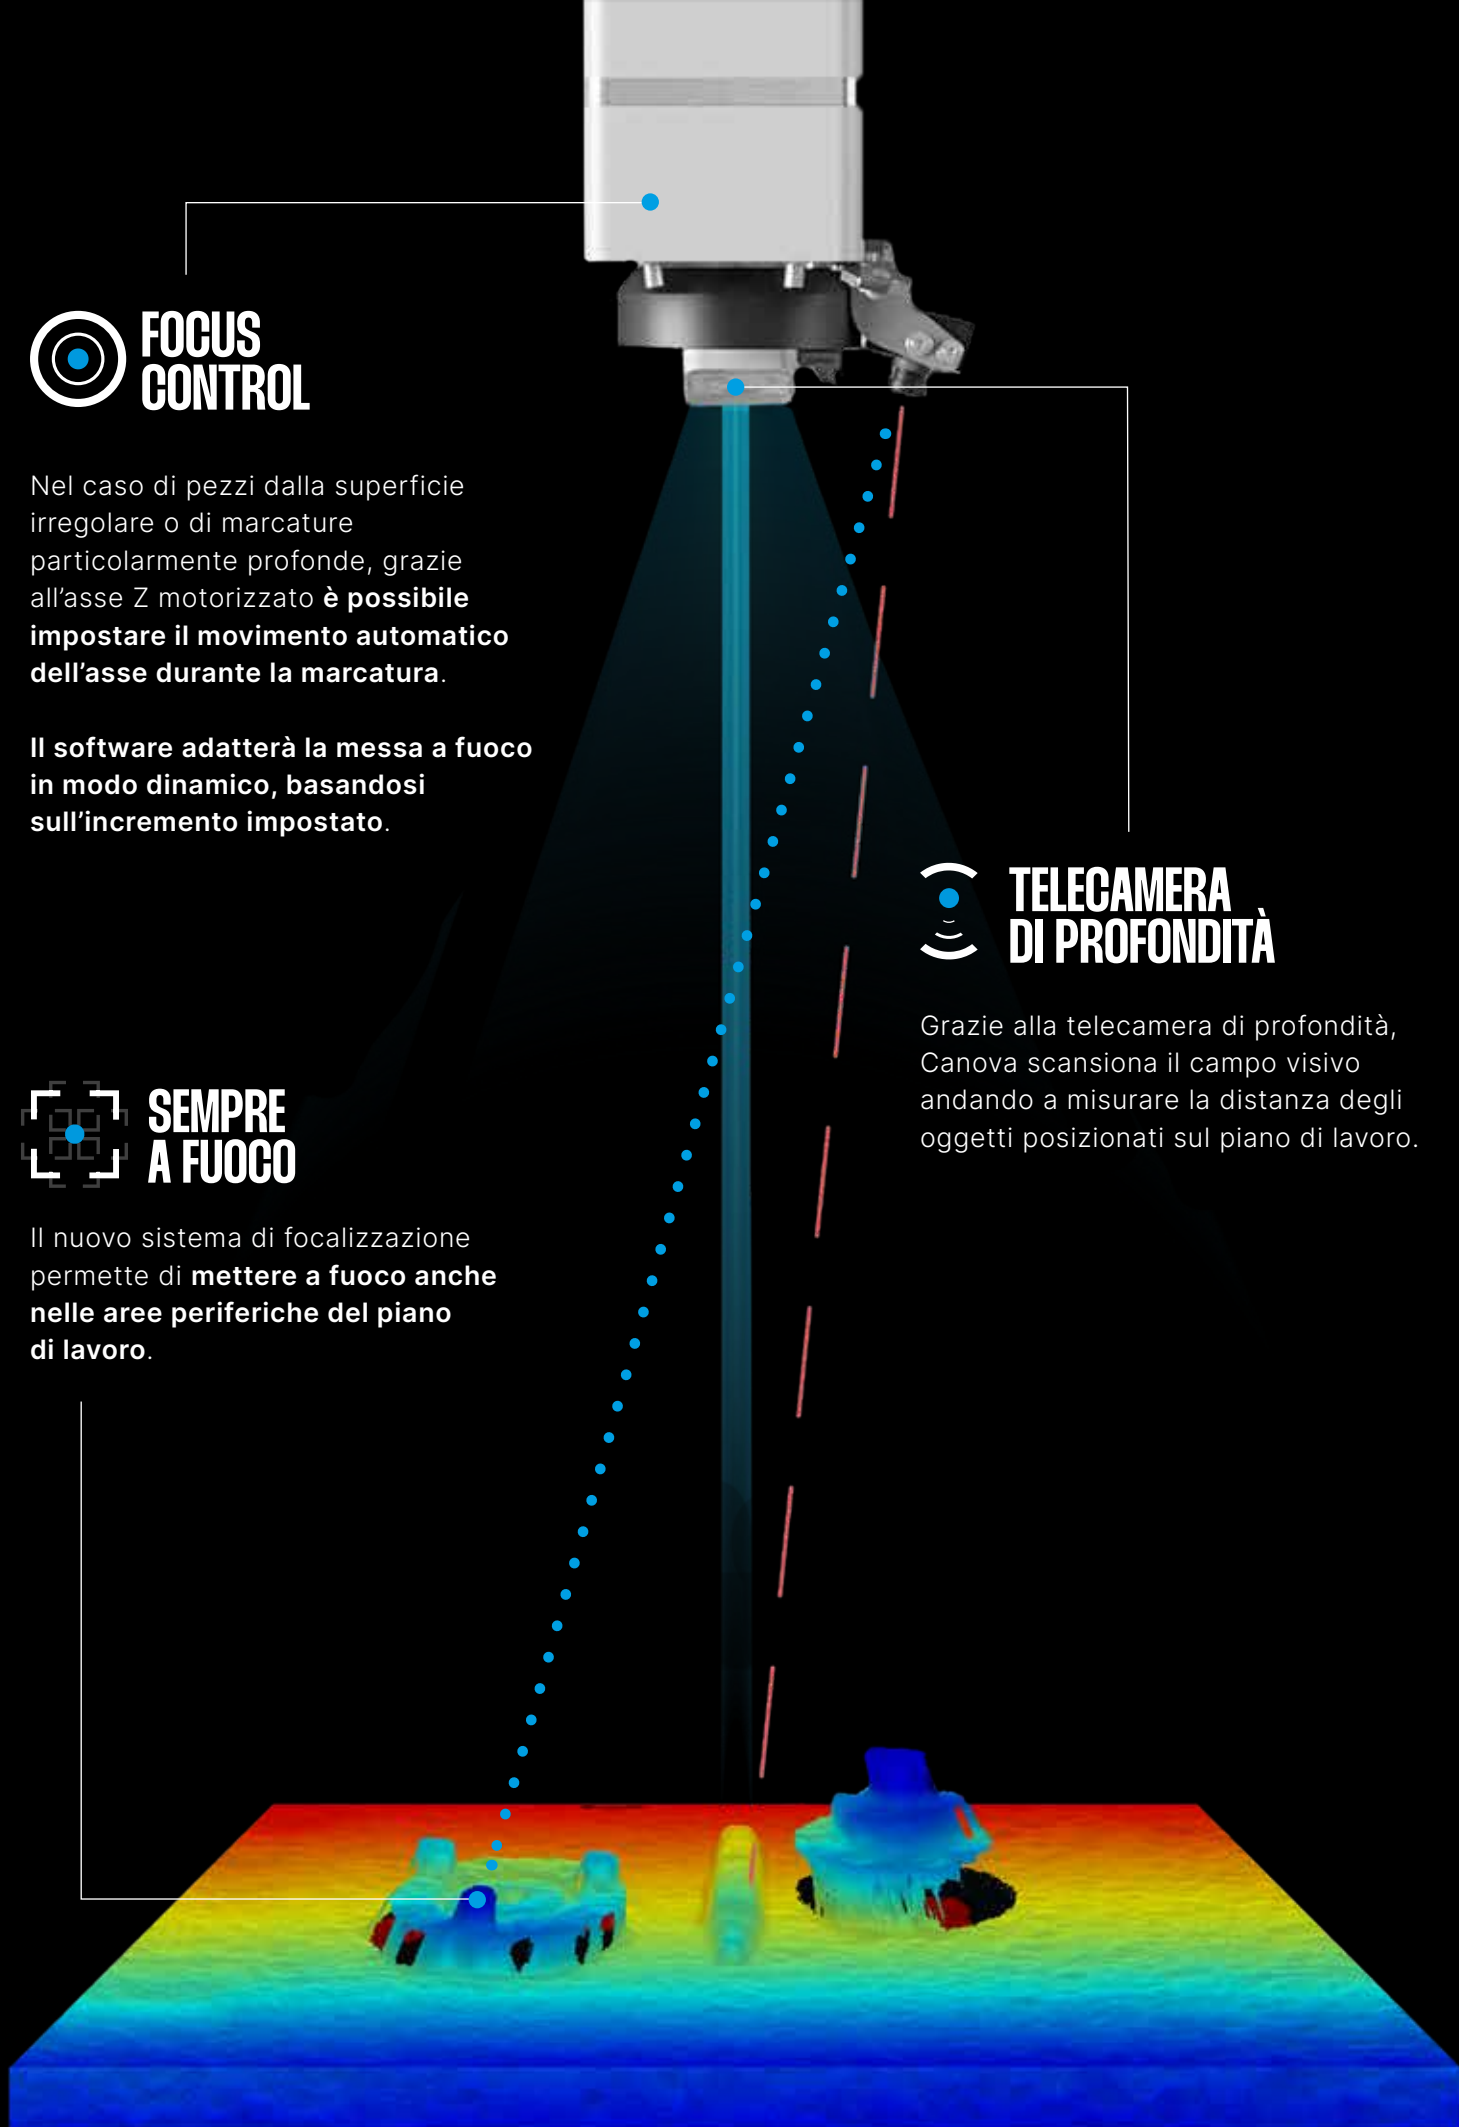 FOCUS
CONTROL
Nel caso di pezzi dalla superficie
irregolare o di marcature
particolarmente profonde, grazie
all’asse Z motorizzato è possibile
impostare il movimento automatico
dell’asse durante la marcatura.
Il software adatterà la messa a fuoco
in modo dinamico, basandosi
sull’incremento impostato.
TELECAMERA
DI PROFONDITÀ
Grazie alla telecamera di profondità,
Canova scansiona il campo visivo
andando a misurare la distanza degli
oggetti posizionati sul piano di lavoro.
SEMPRE
A FUOCO
Il nuovo sistema di focalizzazione
permette di mettere a fuoco anche
nelle aree periferiche del piano
di lavoro.